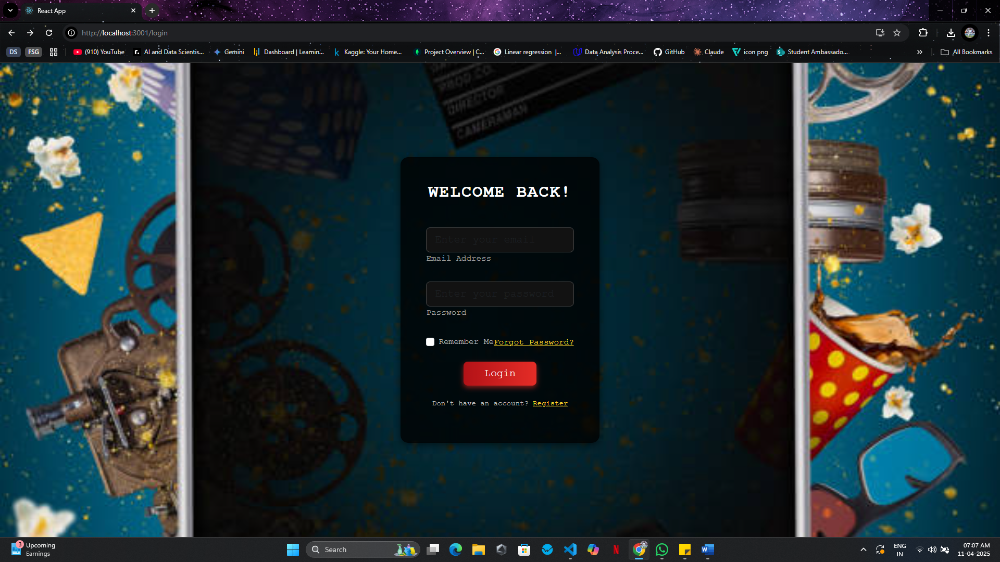 React App
http://localhost:3001/login
DS
FSG
(910) YouTube
AI and Data Scientis...
Gemini
Dashboard | Learnin...
Kaggle: Your Home...
Project Overview | C...
Linear regression |...
Data Analysis Proce...
GitHub
Claude
icon png
Student Ambassado...
All Bookmarks
PROD.CO.
DIRECTOR
CAMERAMAN
WELCOME BACK!
Enter your email
Email Address
Enter your password
Password
Remember Me
Forgot Password?
Login
Don't have an account? Register
3
Upcoming
Earnings
Search
N
W
ENG
IN
07:07 AM
11-04-2025